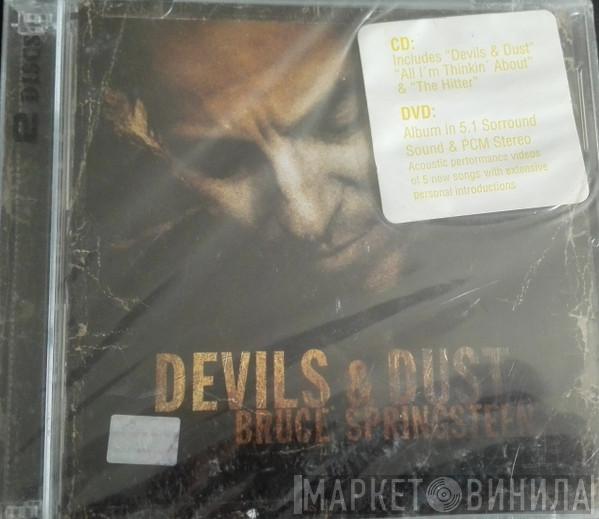 2 DISCS
CD:
Includes "Devils & Dust"
"All I´m Thinkin´ About"
& "The Hitter"
DVD:
Album in 5.1 Sorround
Sound & PCM Stereo
Acoustic performance videos
of 5 new songs with extensive
personal introductions
DEVILS & DUST
BRUCE SPRINGSTEEN
МАРКЕТ ВИНИЛА